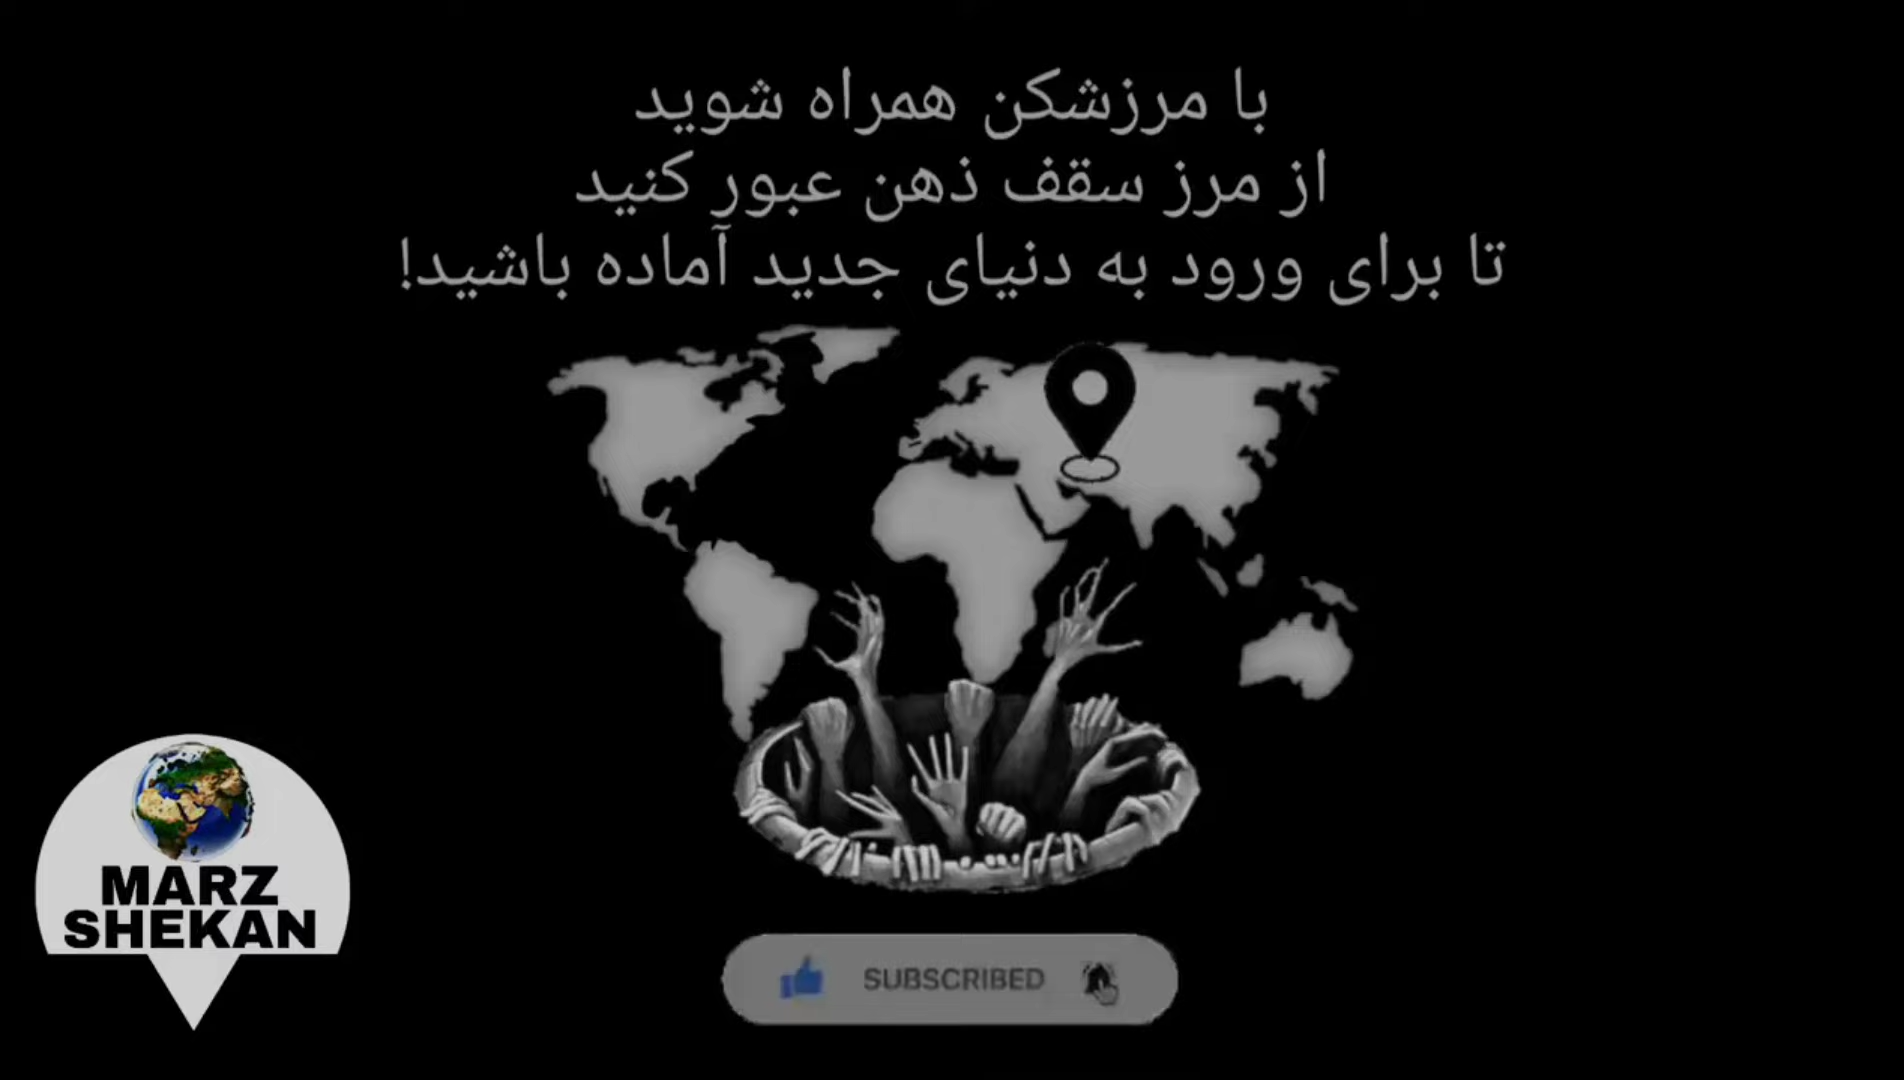 با مرزشکن همراه شوید
از مرز سقف ذهن عبور کنید
تا برای ورود به دنیای جدید آماده باشید!
MARZ
SHEKAN
SUBSCRIBED